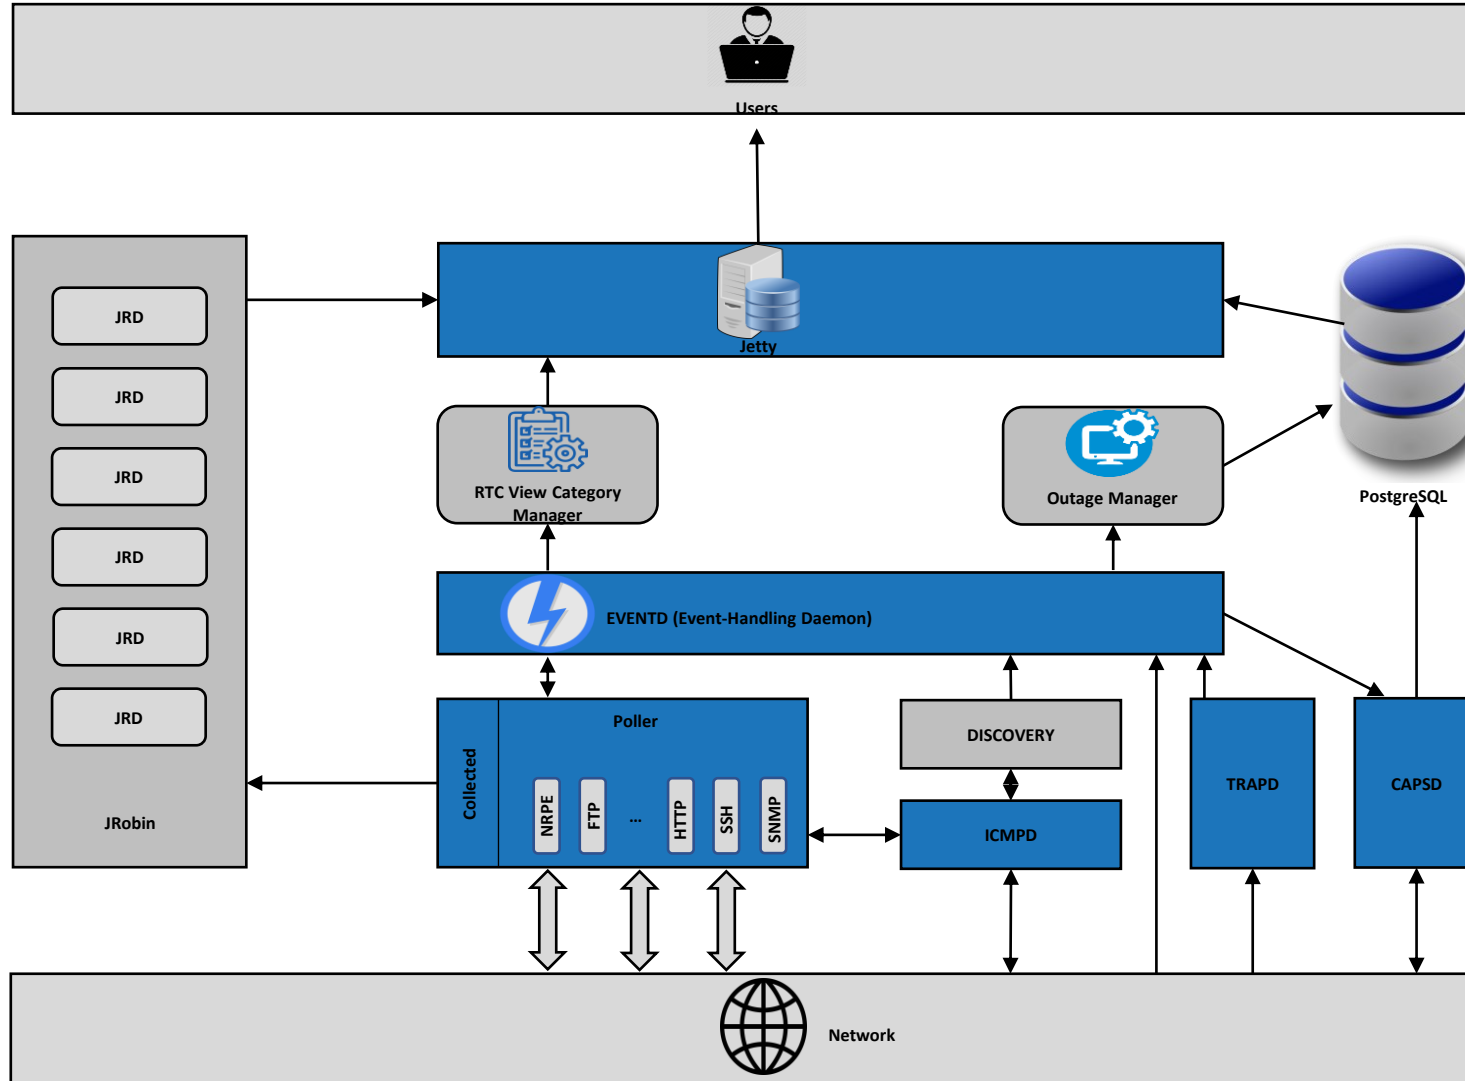 Users
Jetty
JRD
JRD
JRD
JRD
JRD
JRD
JRobin
RTC View Category
Manager
Outage Manager
PostgreSQL
EVENTD (Event-Handling Daemon)
Collected
Poller
NRPE
FTP
...
HTTP
SSH
SNMP
DISCOVERY
ICMPD
TRAPD
CAPSD
Network